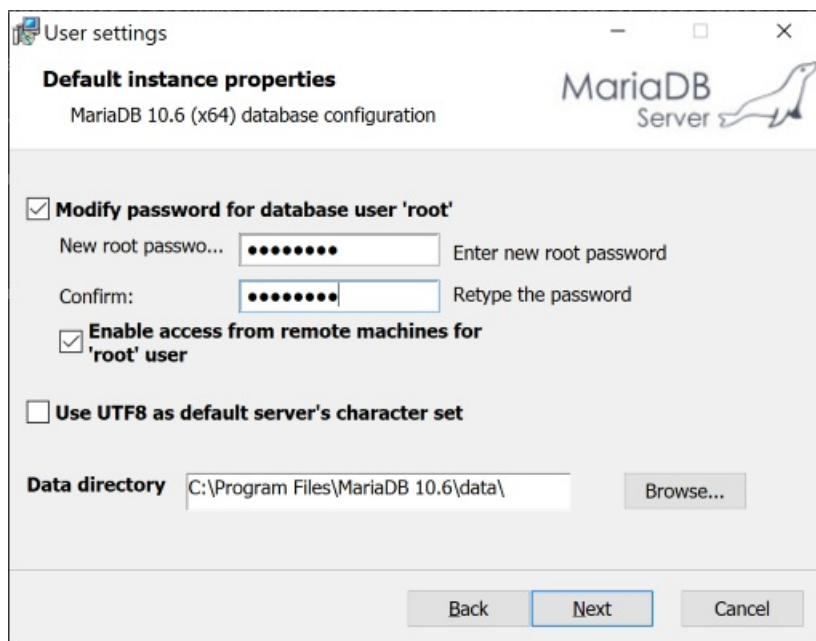 User settings
Default instance properties
MariaDB 10.6 (x64) database configuration
MariaDB
Server
Modify password for database user 'root'
New root passwo...
●●●●●●●●
Enter new root password
Confirm:
●●●●●●●●
Retype the password
Enable access from remote machines for
'root' user
Use UTF8 as default server's character set
Data directory
C:\Program Files\MariaDB 10.6\data\
Browse...
Back
Next
Cancel